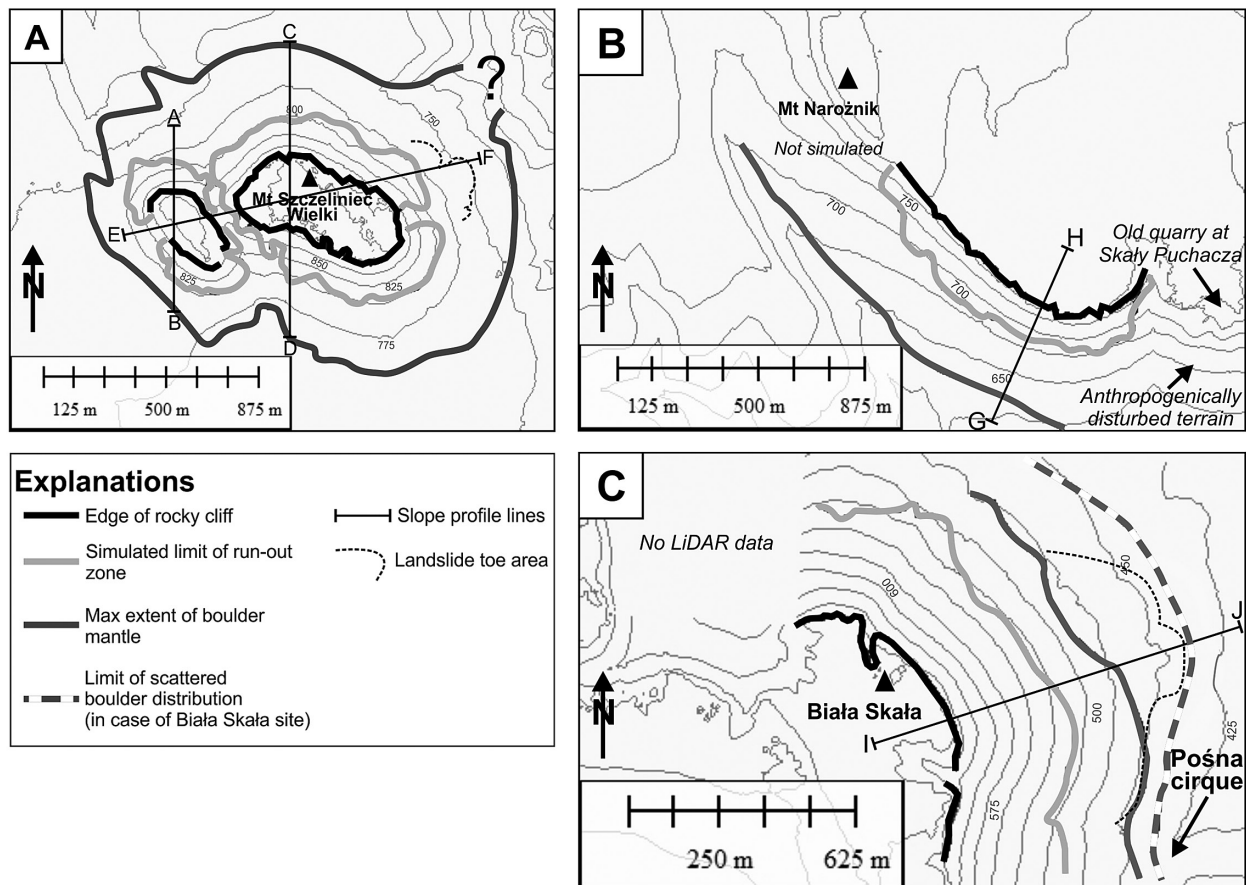 A
C
?
A
800
750
F
Mt Szczeliniec
Wielki
E
N
850
825
825
B
D
775
125 m 500 m 875 m
B
Mt Narożnik
Not simulated
750
700
H
Old quarry at
Skały Puchacza
N
700
650
G
Anthropogenically
disturbed terrain
125 m 500 m 875 m
Explanations
Edge of rocky cliff
Simulated limit of run-out
zone
Max extent of boulder
mantle
Limit of scattered
boulder distribution
(in case of Biała Skała site)
Slope profile lines
Landslide toe area
C
No LiDAR data
450
600
J
N
Biała Skała
I
500
425
Pośna
cirque
575
250 m 625 m